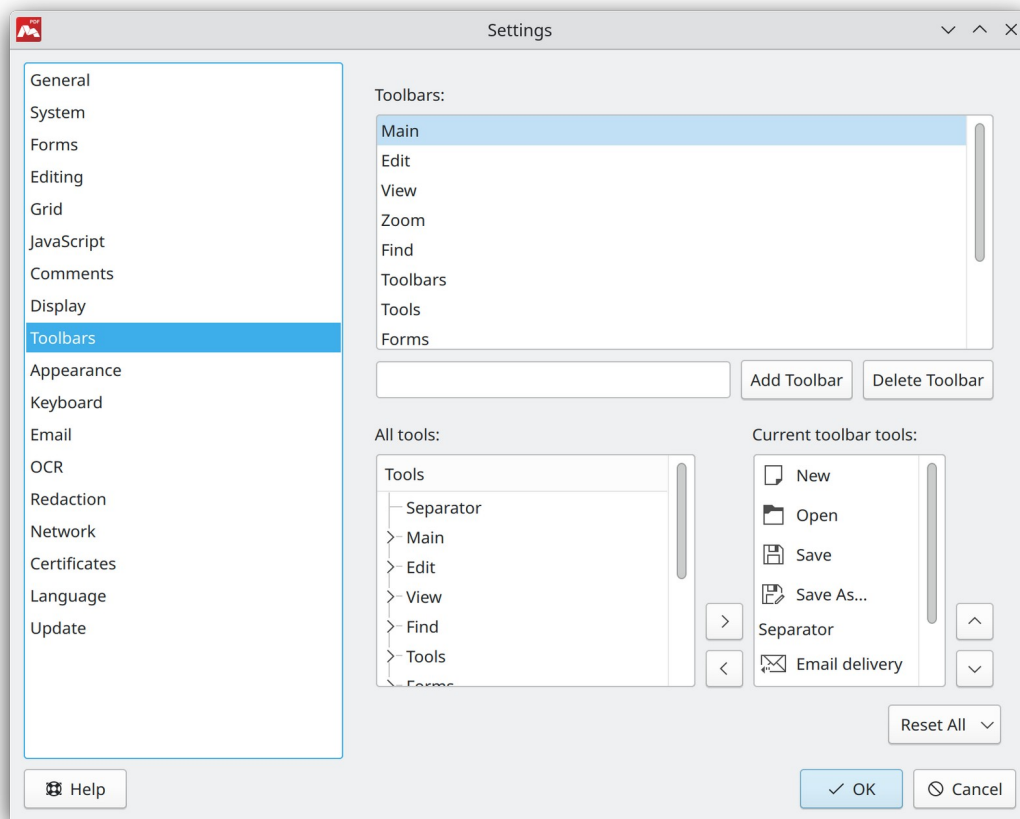 PDF
Settings
General
System
Forms
Editing
Grid
JavaScript
Comments
Display
Toolbars
Appearance
Keyboard
Email
OCR
Redaction
Network
Certificates
Language
Update
Toolbars:
Main
Edit
View
Zoom
Find
Toolbars
Tools
Forms
Add Toolbar
Delete Toolbar
All tools:
Tools
Separator
Main
Edit
View
Find
Tools
Forms
Current toolbar tools:
New
Open
Save
Save As...
Separator
Email delivery
Reset All
Help
OK
Cancel